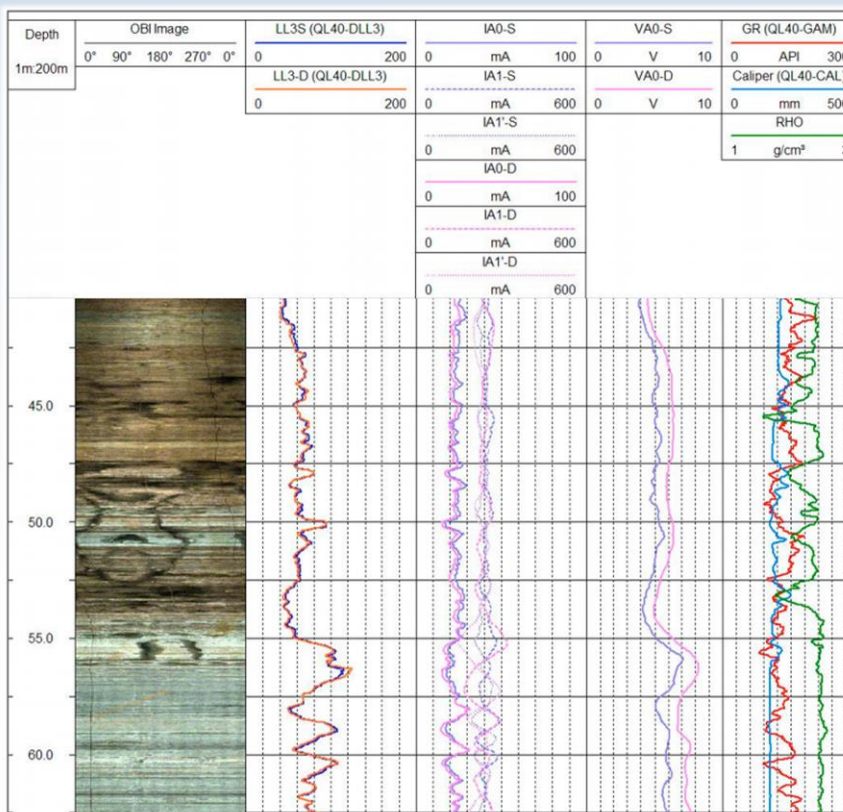 Depth
1m:200m
OBI Image
0° 90° 180° 270° 0°
LL3S (QL40-DLL3)
0 200
LL3-D (QL40-DLL3)
0 200
IA0-S
0 mA 100
IA1-S
0 mA 600
IA1'-S
0 mA 600
IA0-D
0 mA 100
IA1-D
0 mA 600
IA1'-D
0 mA 600
VA0-S
0 V 10
VA0-D
0 V 10
GR (QL40-GAM)
0 API 300
Caliper (QL40-CAL)
0 mm 500
RHO
1 g/cm³
45.0
50.0
55.0
60.0